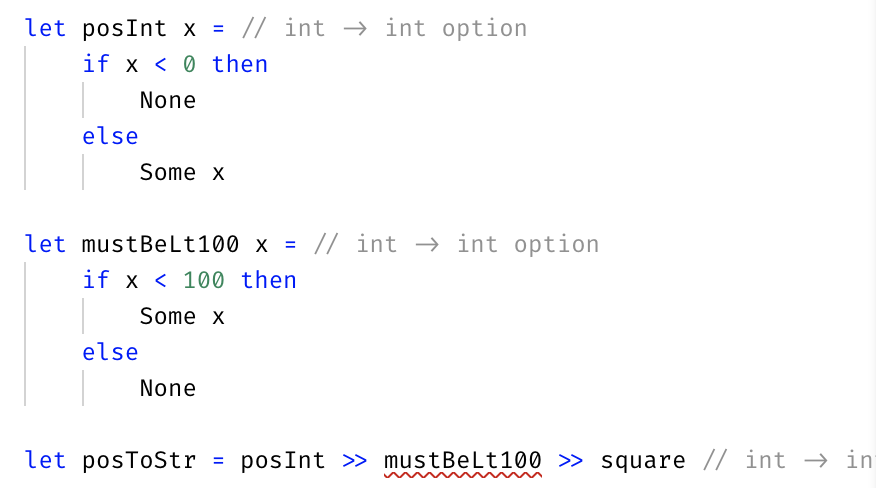 let posInt x = // int -> int option
if x < 0 then
None
else
Some x
let mustBeLt100 x = // int -> int option
if x < 100 then
Some x
else
None
let posToStr = posInt >> mustBeLt100 >> square // int -> in